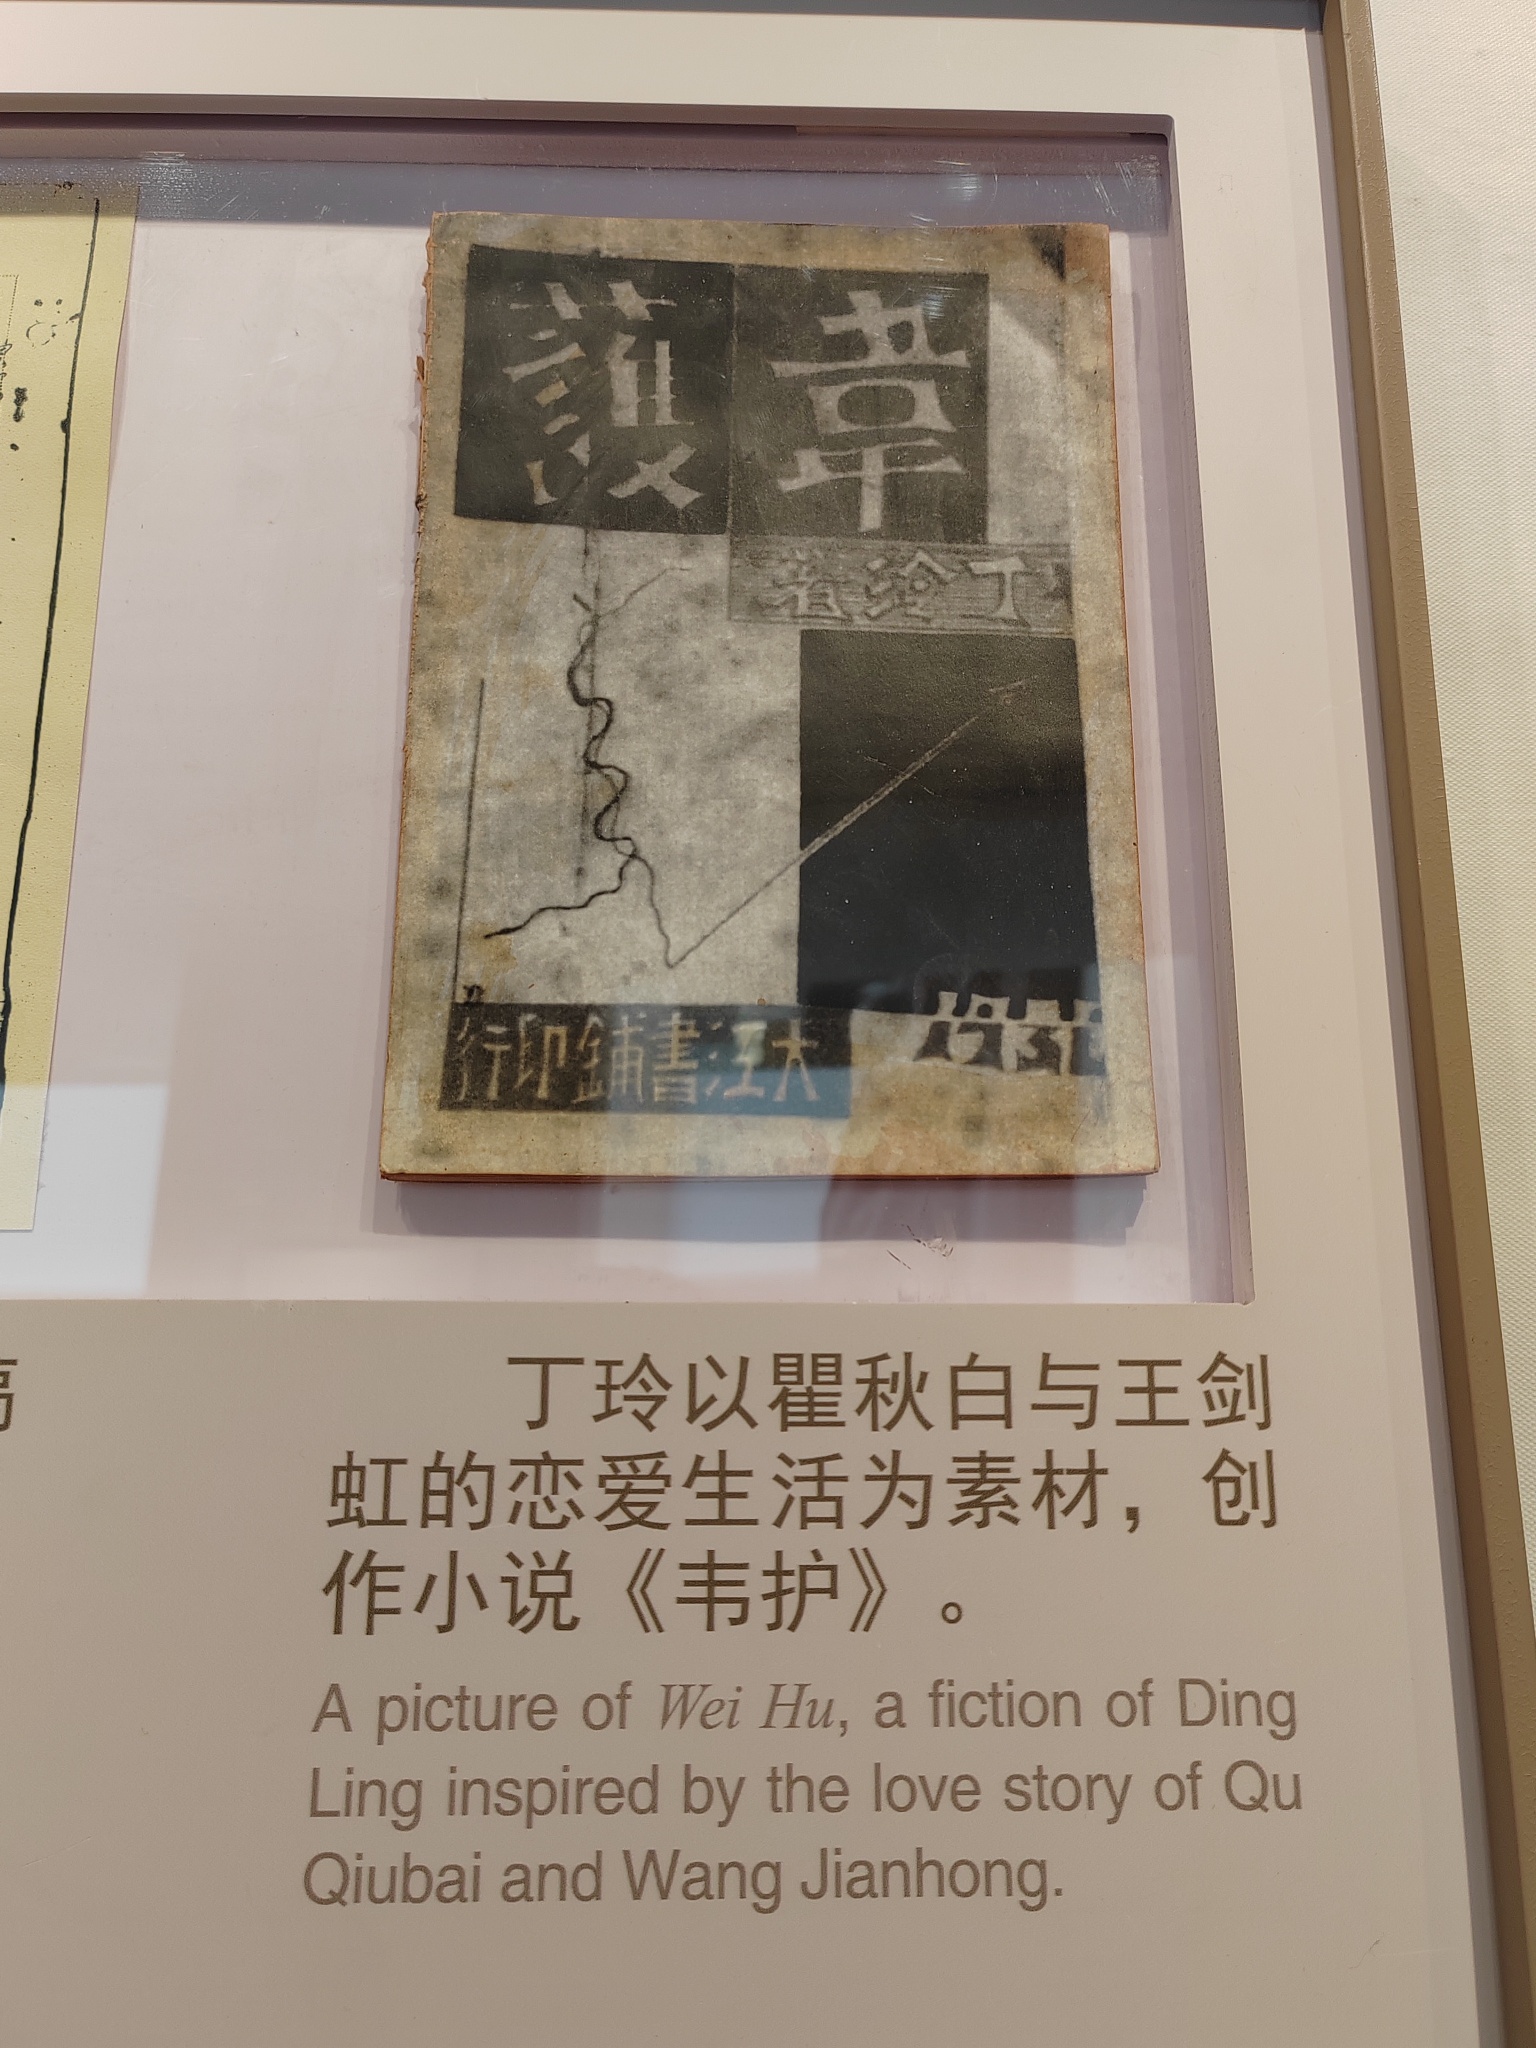 韋護
丁玲著
大江書鋪印行
丁玲以瞿秋白与王剑
虹的恋爱生活为素材，创
作小说《韦护》。
A picture of Wei Hu, a fiction of Ding
Ling inspired by the love story of Qu
Qiubai and Wang Jianhong.